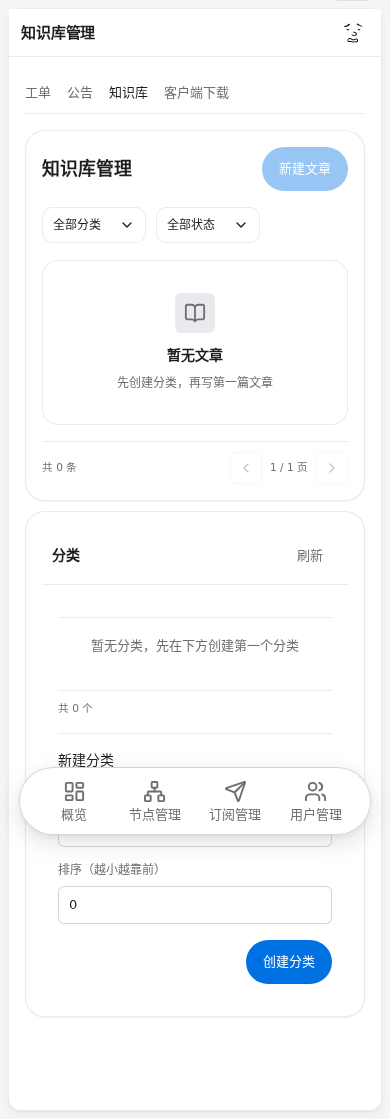 知识库管理
工单 公告 知识库 客户端下载
知识库管理
新建文章
全部分类 全部状态
暂无文章
先创建分类，再写第一篇文章
共 0 条 1 / 1 页
分类 刷新
暂无分类，先在下方创建第一个分类
共 0 个
新建分类
概览 节点管理 订阅管理 用户管理
排序（越小越靠前）
0
创建分类